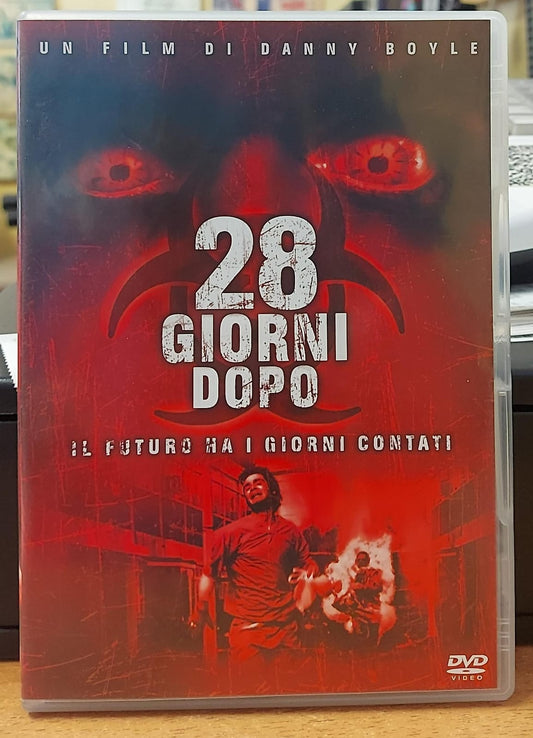 UN FILM DI DANNY BOYLE
28
GIORNI
DOPO
IL FUTURO HA I GIORNI CONTATI
DVD
VIDEO